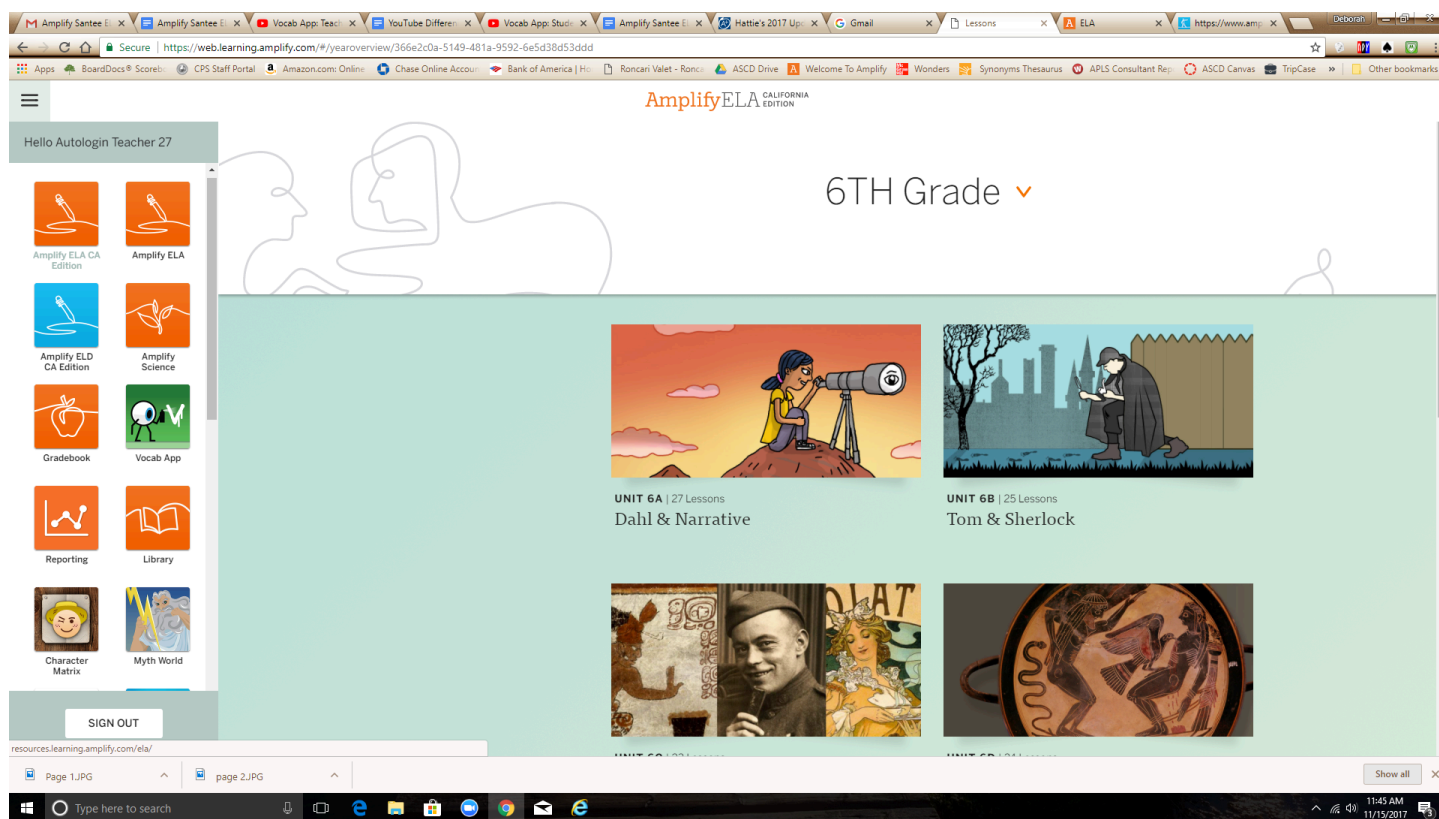 Amplify Santee El
Amplify Santee El
Vocab App: Teach
YouTube Differen
Vocab App: Stude
Amplify Santee El
Hattie's 2017 Upd
Gmail
Lessons
ELA
https://www.amp
Deborah
Secure | https://web.learning.amplify.com/#/yearoverview/366e2c0a-5149-481a-9592-6e5d38d53ddd
Apps BoardDocs® Scorebo CPS Staff Portal Amazon.com: Online Chase Online Accoun Bank of America | Ho Roncari Valet - Ronca ASCD Drive Welcome To Amplify Wonders Synonyms Thesaurus APLS Consultant Rep ASCD Canvas TripCase » Other bookmarks
AmplifyELA CALIFORNIA
EDITION
Hello Autologin Teacher 27
Amplify ELA CA
Edition
Amplify ELA
Amplify ELD
CA Edition
Amplify
Science
Gradebook
Vocab App
Reporting
Library
Character
Matrix
Myth World
SIGN OUT
6TH Grade
UNIT 6A | 27 Lessons
Dahl & Narrative
UNIT 6B | 25 Lessons
Tom & Sherlock
OLAT
resources.learning.amplify.com/ela/
Page 1.JPG
page 2.JPG
Show all
Type here to search
11:45 AM
11/15/2017